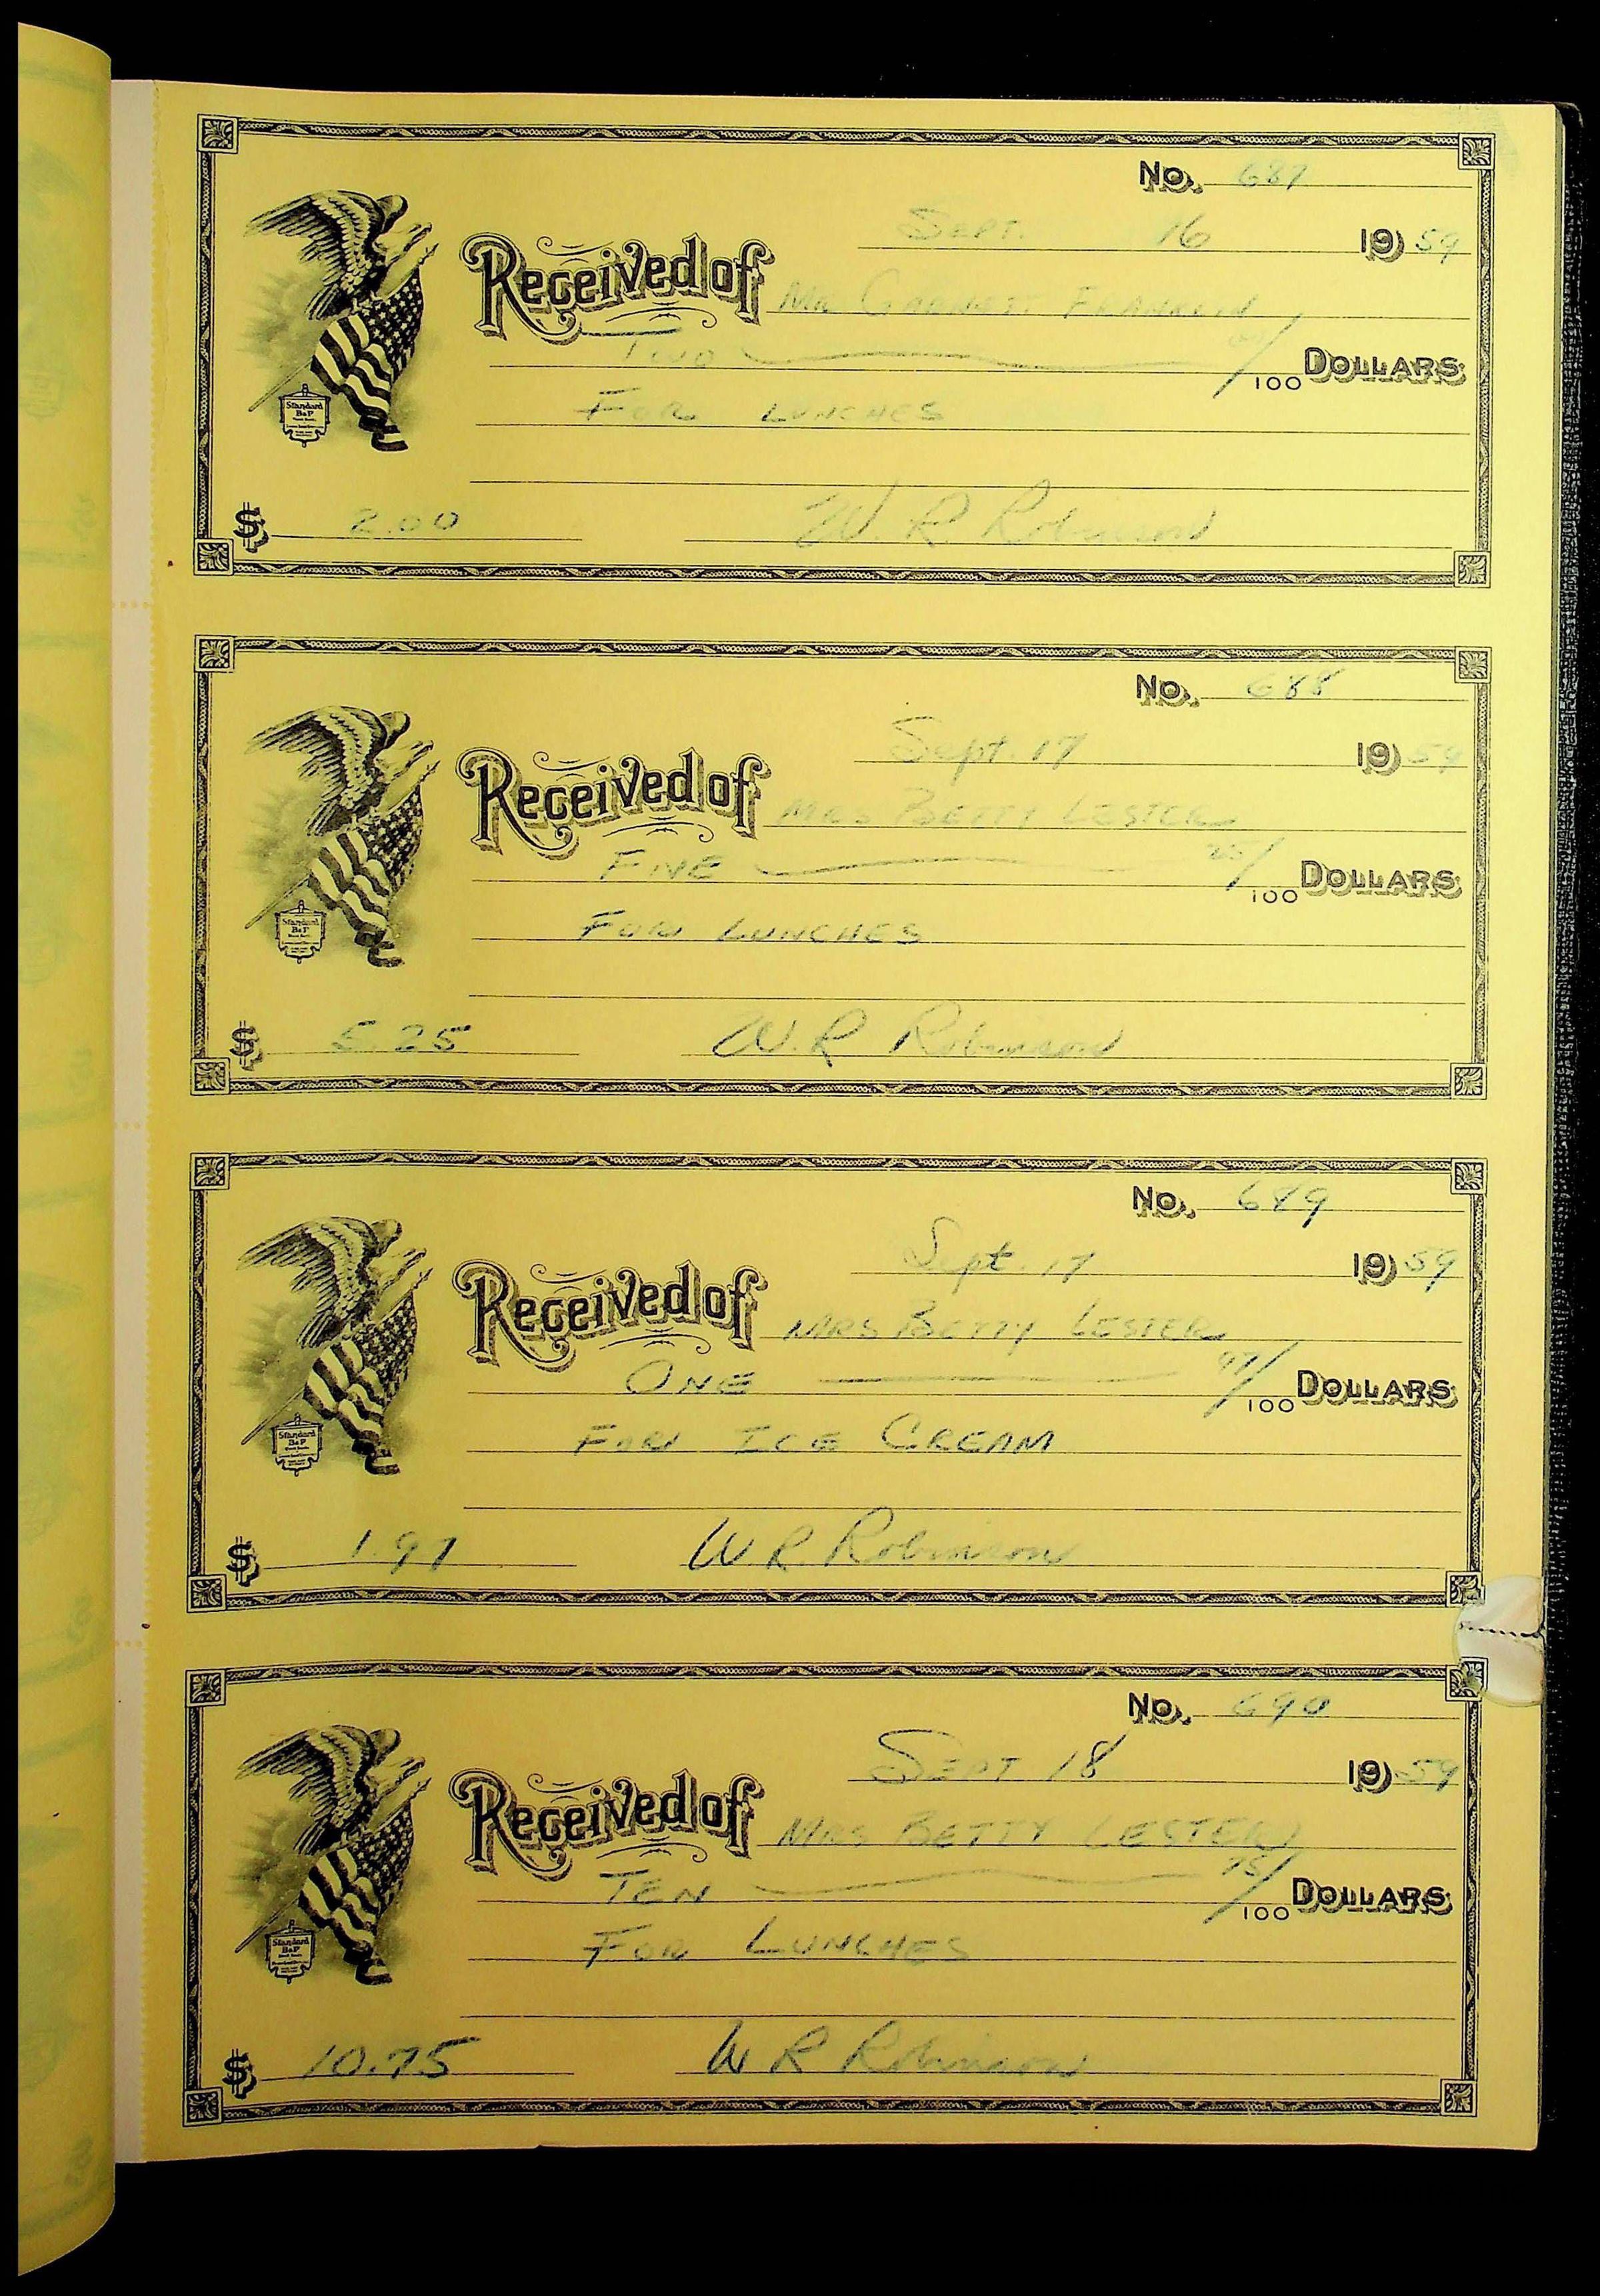 No. 687
Sept. 16 1959
Received of Mr. Franklin
Two 00/100 Dollars
For Lunches
Standard
B&P
$ 2.00 W. R. Robinson
No. 688
Sept. 17 1959
Received of Mrs Betty Lester
Five 25/100 Dollars
For Lunches
Standard
B&P
$ 5.25 W. R Robinson
No. 689
Sept. 17 1959
Received of Mrs Betty Lester
One 97/100 Dollars
For Ice Cream
Standard
B&P
$ 1.97 W R. Robinson
No. 690
Sept 18 1959
Received of Mrs Betty Lester
Ten 75/100 Dollars
For Lunches
Standard
B&P
$ 10.75 W R Robinson